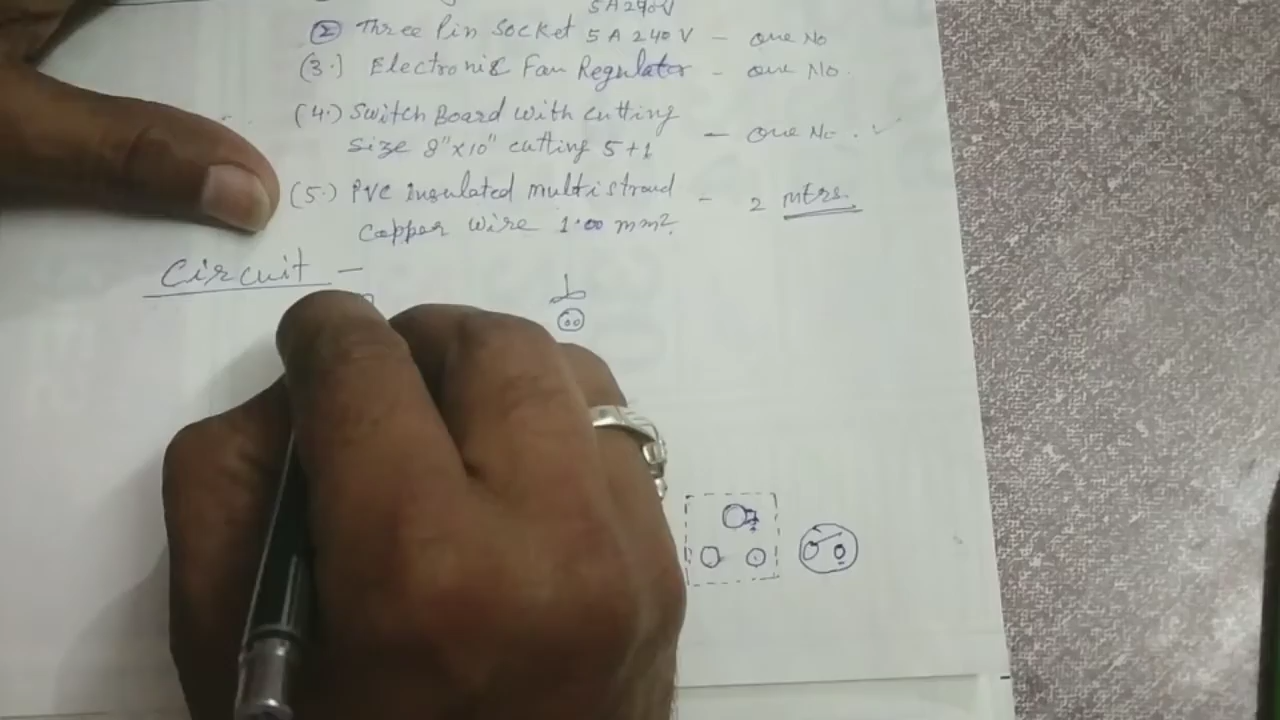 5A240V
(2) Three Pin Socket 5A 240V - one No
(3.) Electronic Fan Regulator - one No.
(4.) Switch Board with cutting
size 8"x10" cutting 5+1 - one No.
(5.) PVC insulated multistrand - 2 mtrs.
Copper wire 1.00 mm2.
Circuit -